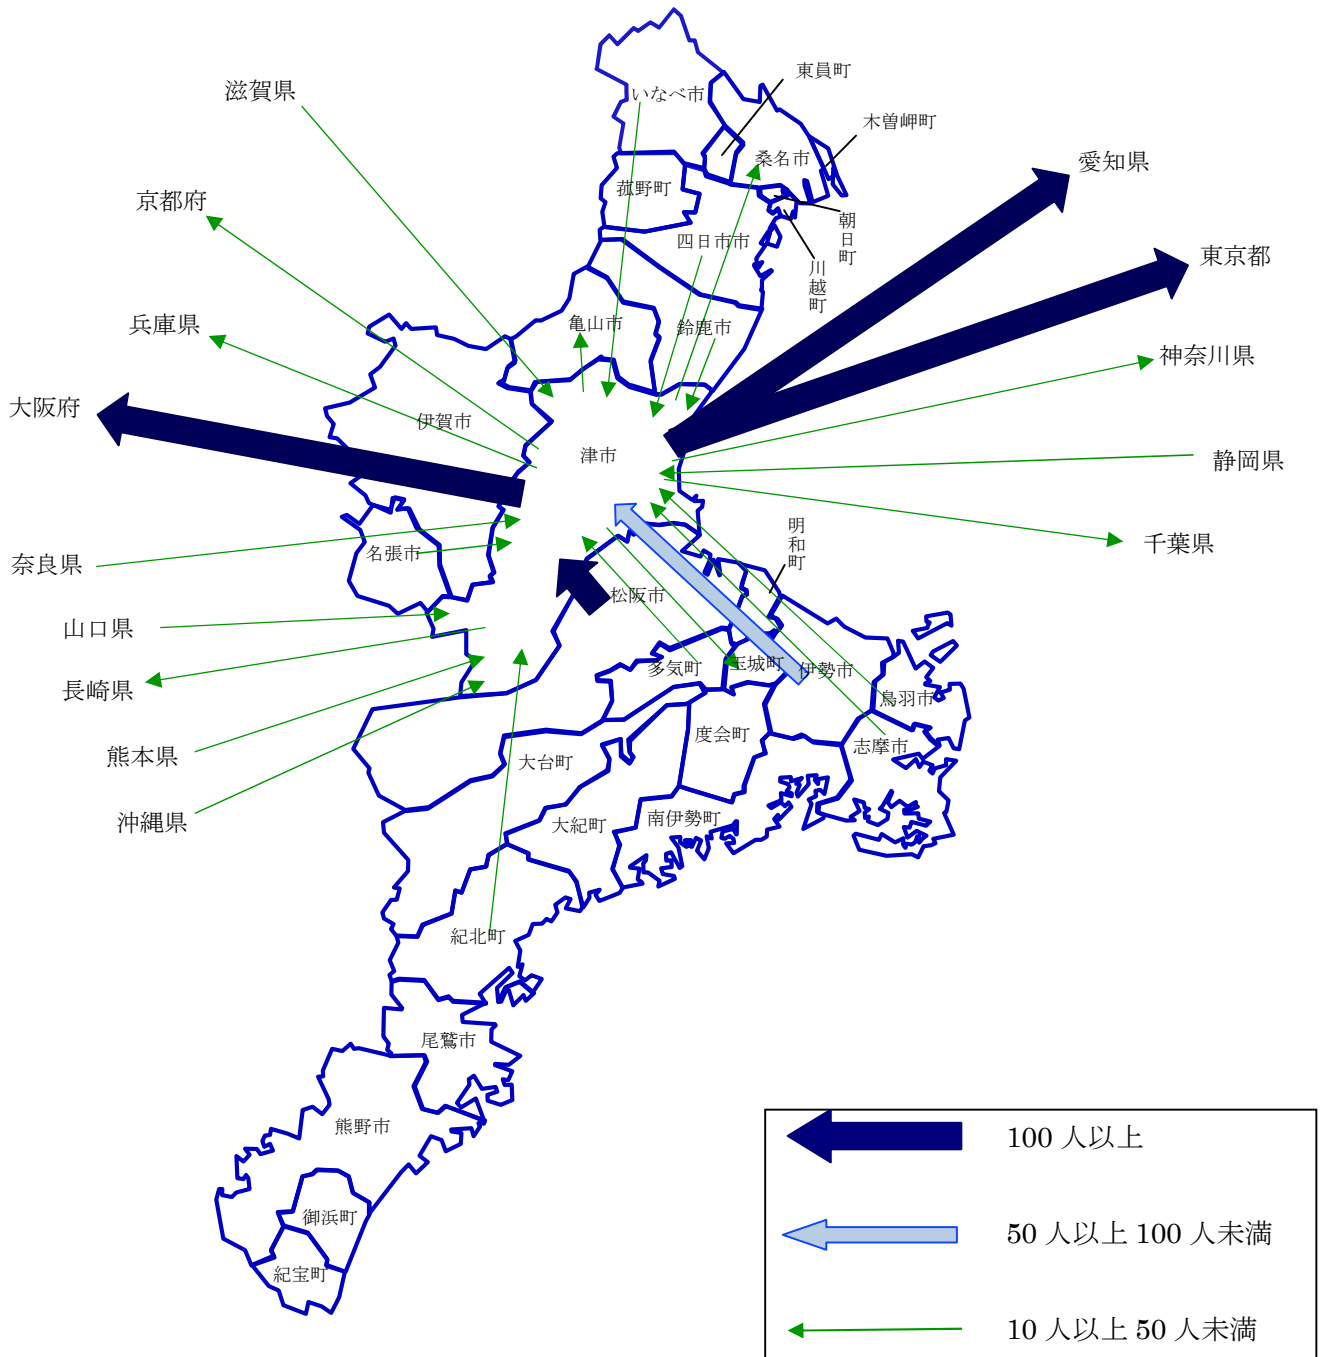 東員町
滋賀県
いなべ市
木曽岬町
桑名市
愛知県
菰野町
京都府
朝日町
四日市市
東京都
川越町
兵庫県
亀山市
鈴鹿市
神奈川県
大阪府
伊賀市
津市
静岡県
明和町
千葉県
名張市
奈良県
松阪市
山口県
多気町
玉城町
伊勢市
長崎県
鳥羽市
度会町
志摩市
熊本県
大台町
沖縄県
大紀町
南伊勢町
紀北町
尾鷲市
熊野市
100 人以上
御浜町
50 人以上 100 人未満
紀宝町
10 人以上 50 人未満